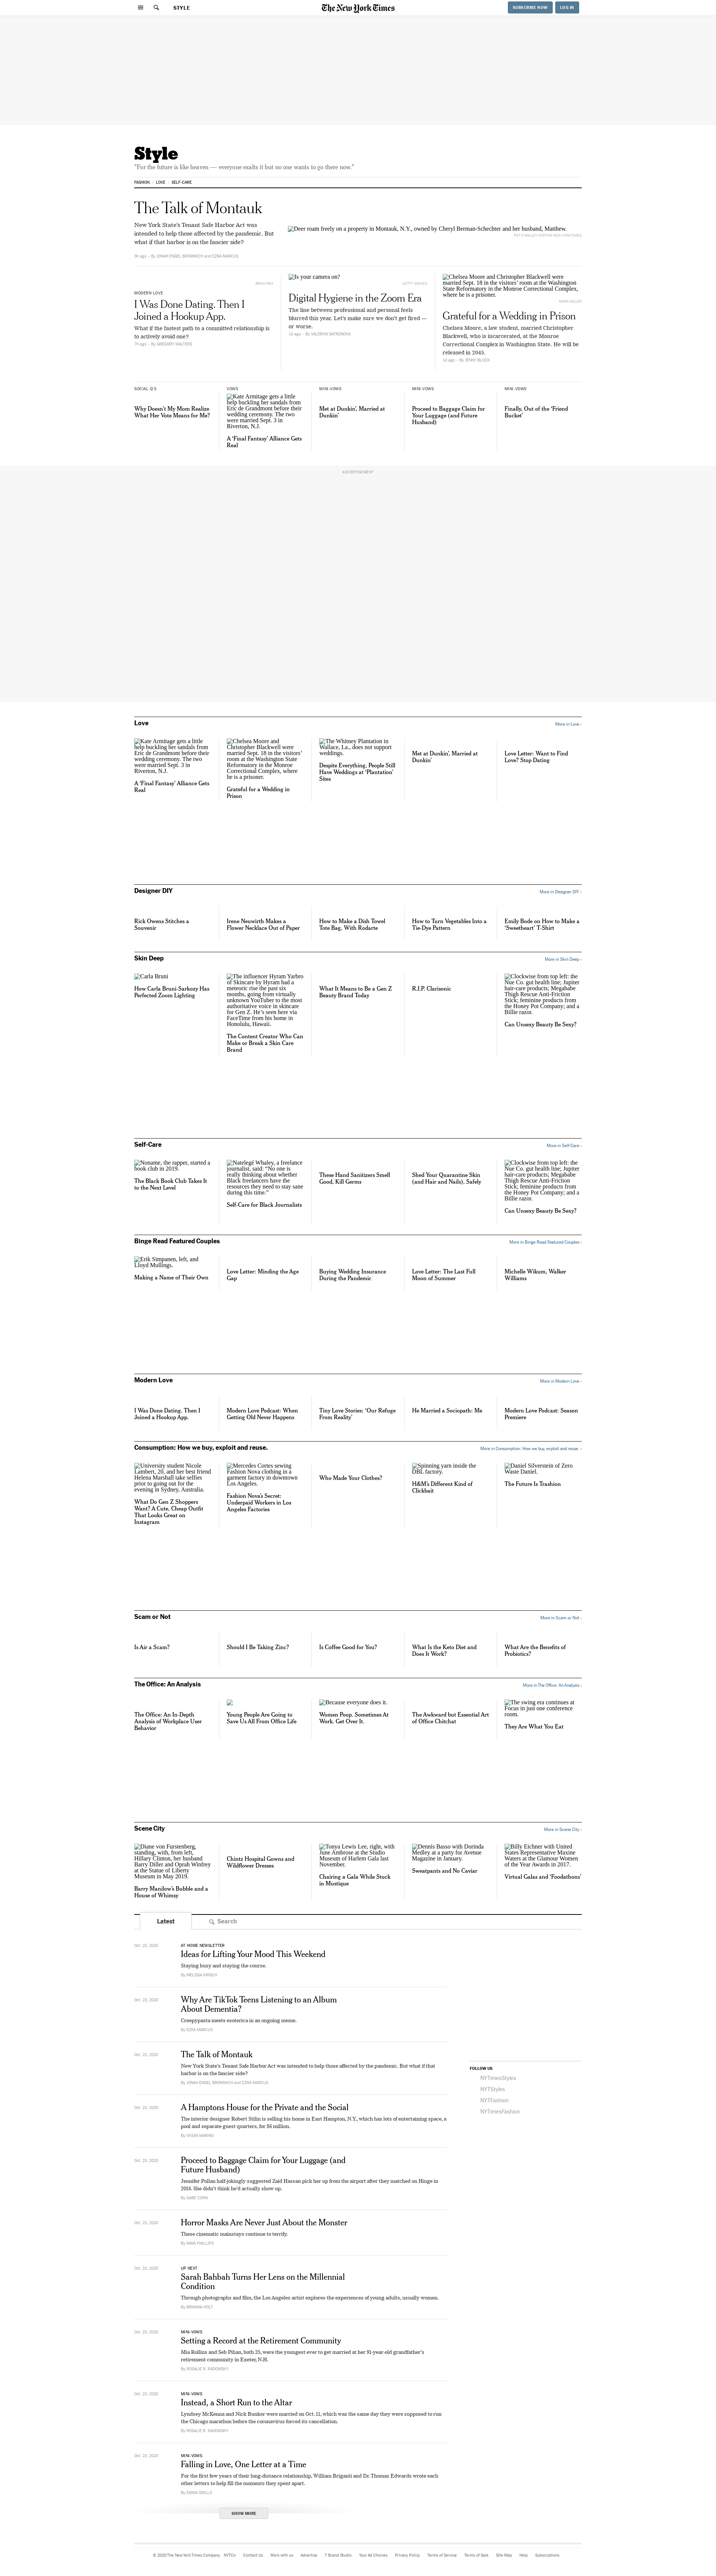 STYLE
The New York Times
SUBSCRIBE NOW
LOG IN
Style
"For the future is like heaven — everyone exalts it but no one wants to go there now."
FASHION
LOVE
SELF-CARE
The Talk of Montauk
New York State's Tenant Safe Harbor Act was
intended to help those affected by the pandemic. But
what if that harbor is on the fancier side?
By JONAH ENGEL BROMWICH and EZRA MARCUS
Deer roam freely on a property in Montauk, N.Y., owned by Cheryl Berman-Schechter and her husband, Matthew.
MODERN LOVE
I Was Done Dating. Then I
Joined a Hookup App.
What if the fastest path to a committed relationship is
to actively avoid one?
Is your camera on?
GETTY IMAGES
Digital Hygiene in the Zoom Era
The line between professional and personal feels
blurred this year. Let's make sure we don't get fired —
or worse.
1d ago – By VALERIYA SAFRONOVA
Chelsea Moore and Christopher Blackwell were
married Sept. 18 in the visitors' room at the Washington
State Reformatory in the Monroe Correctional Complex,
where he is a prisoner.
Grateful for a Wedding in Prison
Chelsea Moore, a law student, married Christopher
Blackwell, who is incarcerated, at the Monroe
Correctional Complex in Washington State. He will be
released in 2045.
1d ago – By JENNY BLOCK
SOCIAL Q'S
Why Doesn't My Mom Realize
What Her Vote Means for Me?
VOWS
Kate Armitage gets a little
help buckling her sandals from
Eric de Grandmont before their
wedding ceremony. The two
were married Sept. 3 in
Riverton, N.J.
A 'Final Fantasy' Alliance Gets
Real
MINI-VOWS
Met at Dunkin', Married at
Dunkin'
MINI-VOWS
Proceed to Baggage Claim for
Your Luggage (and Future
Husband)
MINI-VOWS
Finally, Out of the 'Friend
Bucket'
ADVERTISEMENT
Love
More in Love ›
Kate Armitage gets a little
help buckling her sandals from
Eric de Grandmont before their
wedding ceremony. The two
were married Sept. 3 in
Riverton, N.J.
A 'Final Fantasy' Alliance Gets
Real
Chelsea Moore and
Christopher Blackwell were
married Sept. 18 in the visitors'
room at the Washington State
Reformatory in the Monroe
Correctional Complex, where
he is a prisoner.
Grateful for a Wedding in
Prison
The Whitney Plantation in
Wallace, La., does not support
weddings.
Despite Everything, People Still
Have Weddings at 'Plantation'
Sites
Met at Dunkin', Married at
Dunkin'
Love Letter: Want to Find
Love? Stop Dating
Designer DIY
More in Designer DIY ›
Rick Owens Stitches a
Souvenir
Irene Neuwirth Makes a
Flower Necklace Out of Paper
How to Make a Dish Towel
Tote Bag, With Rodarte
How to Turn Vegetables Into a
Tie-Dye Pattern
Emily Bode on How to Make a
'Sweetheart' T-Shirt
Skin Deep
More in Skin Deep ›
Carla Bruni
How Carla Bruni-Sarkozy Has
Perfected Zoom Lighting
The influencer Hyram Yarbro
of Skincare by Hyram had a
meteoric rise the past six
months, going from virtually
unknown YouTuber to the most
authoritative voice in skincare
for Gen Z. He's seen here via
FaceTime from his home in
Honolulu, Hawaii.
The Content Creator Who Can
Make or Break a Skin Care
Brand
What It Means to Be a Gen Z
Beauty Brand Today
R.I.P. Clarisonic
Clockwise from top left: the
Nue Co. gut health line; Jupiter
hair-care products; Megababe
Thigh Rescue Anti-Friction
Stick; feminine products from
the Honey Pot Company; and a
Billie razor.
Can Unsexy Beauty Be Sexy?
Self-Care
More in Self-Care ›
Noname, the rapper, started a
book club in 2019.
The Black Book Club Takes It
to the Next Level
Natelegé Whaley, a freelance
journalist, said: "No one is
really thinking about whether
Black freelancers have the
resources they need to stay sane
during this time."
Self-Care for Black Journalists
These Hand Sanitizers Smell
Good, Kill Germs
Shed Your Quarantine Skin
(and Hair and Nails), Safely
Clockwise from top left: the
Nue Co. gut health line; Jupiter
hair-care products; Megababe
Thigh Rescue Anti-Friction
Stick; feminine products from
the Honey Pot Company; and a
Billie razor.
Can Unsexy Beauty Be Sexy?
Binge Read Featured Couples
More in Binge Read Featured Couples ›
Erik Simpanen, left, and
Lloyd Mullings.
Making a Name of Their Own
Love Letter: Minding the Age
Gap
Buying Wedding Insurance
During the Pandemic
Love Letter: The Last Full
Moon of Summer
Michelle Wikum, Walker
Williams
Modern Love
More in Modern Love ›
I Was Done Dating. Then I
Joined a Hookup App.
Modern Love Podcast: When
Getting Old Never Happens
Tiny Love Stories: 'Our Refuge
From Reality'
He Married a Sociopath: Me
Modern Love Podcast: Season
Premiere
Consumption: How we buy, exploit and reuse.
More in Consumption: How we buy, exploit and reuse. ›
University student Nicole
Lambert, 20, and her best friend
Helena Marshall take selfies
prior to going out for the
evening in Sydney, Australia.
What Do Gen Z Shoppers
Want? A Cute, Cheap Outfit
That Looks Great on
Instagram
Mercedes Cortes sewing
Fashion Nova clothing in a
garment factory in downtown
Los Angeles.
Fashion Nova's Secret:
Underpaid Workers in Los
Angeles Factories
Who Made Your Clothes?
Spinning yarn inside the
DBL factory.
H&M's Different Kind of
Clickbait
Daniel Silverstein of Zero
Waste Daniel.
The Future Is Trashion
Scam or Not
More in Scam or Not ›
Is Air a Scam?
Should I Be Taking Zinc?
Is Coffee Good for You?
What Is the Keto Diet and
Does It Work?
What Are the Benefits of
Probiotics?
The Office: An Analysis
More in The Office: An Analysis ›
The Office: An In-Depth
Analysis of Workplace User
Behavior
Young People Are Going to
Save Us All From Office Life
Because everyone does it.
Women Poop. Sometimes At
Work. Get Over It.
The Awkward but Essential Art
of Office Chitchat
The swing era continues at
Focus in just one conference
room.
They Are What You Eat
Scene City
More in Scene City ›
Diane von Furstenberg,
standing, with, from left,
Hillary Clinton, her husband
Barry Diller and Oprah Winfrey
at the Statue of Liberty
Museum in May 2019.
Barry Manilow's Bobble and a
House of Whimsy
Chintz Hospital Gowns and
Wildflower Dresses
Tonya Lewis Lee, right, with
June Ambrose at the Studio
Museum of Harlem Gala last
November.
Chairing a Gala While Stuck
in Mustique
Dennis Basso with Dorinda
Medley at a party for Avenue
Magazine in January.
Sweatpants and No Caviar
Billy Eichner with United
States Representative Maxine
Waters at the Glamour Women
of the Year Awards in 2017.
Virtual Galas and 'Foodathons'
Latest
Search
Oct. 23, 2020
AT HOME NEWSLETTER
Ideas for Lifting Your Mood This Weekend
Staying busy and staying the course.
By MELISSA KIRSCH
Oct. 23, 2020
Why Are TikTok Teens Listening to an Album
About Dementia?
Creepypasta meets esoterica in an ongoing meme.
By EZRA MARCUS
Oct. 23, 2020
The Talk of Montauk
New York State's Tenant Safe Harbor Act was intended to help those affected by the pandemic. But what if that
harbor is on the fancier side?
By JONAH ENGEL BROMWICH and EZRA MARCUS
Oct. 23, 2020
A Hamptons House for the Private and the Social
The interior designer Robert Stilin is selling his home in East Hampton, N.Y., which has lots of entertaining space, a
pool and separate guest quarters, for $6 million.
By VIVIAN MARINO
Oct. 23, 2020
Proceed to Baggage Claim for Your Luggage (and
Future Husband)
Jennifer Pollan half-jokingly suggested Zaid Hassan pick her up from the airport after they matched on Hinge in
2018. She didn't think he'd actually show up.
By GABE COHN
Oct. 23, 2020
Horror Masks Are Never Just About the Monster
These cinematic mainstays continue to terrify.
By MAYA PHILLIPS
Oct. 23, 2020
UP NEXT
Sarah Bahbah Turns Her Lens on the Millennial
Condition
Through photographs and film, the Los Angeles artist explores the experiences of young adults, usually women.
By BRIANNA HOLT
Oct. 23, 2020
MINI-VOWS
Setting a Record at the Retirement Community
Mia Rollins and Seb Piban, both 25, were the youngest ever to get married at her 91-year-old grandfather's
retirement community in Exeter, N.H.
By ROSALIE R. RADOMSKY
Oct. 23, 2020
MINI-VOWS
Instead, a Short Run to the Altar
Lyndsey McKenna and Nick Bunker were married on Oct. 11, which was the same day they were supposed to run
the Chicago marathon before the coronavirus forced its cancellation.
By ROSALIE R. RADOMSKY
Oct. 23, 2020
MINI-VOWS
Falling in Love, One Letter at a Time
For the first few years of their long-distance relationship, William Briganti and Dr. Thomas Edwards wrote each
other letters to help fill the moments they spent apart.
SHOW MORE
FOLLOW US
NYTimesStyles
NYTStyles
NYTFashion
NYTimesFashion
© 2020 The New York Times Company
NYTCo
Contact Us
Work with us
Advertise
T Brand Studio
Your Ad Choices
Privacy Policy
Terms of Service
Terms of Sale
Site Map
Help
Subscriptions